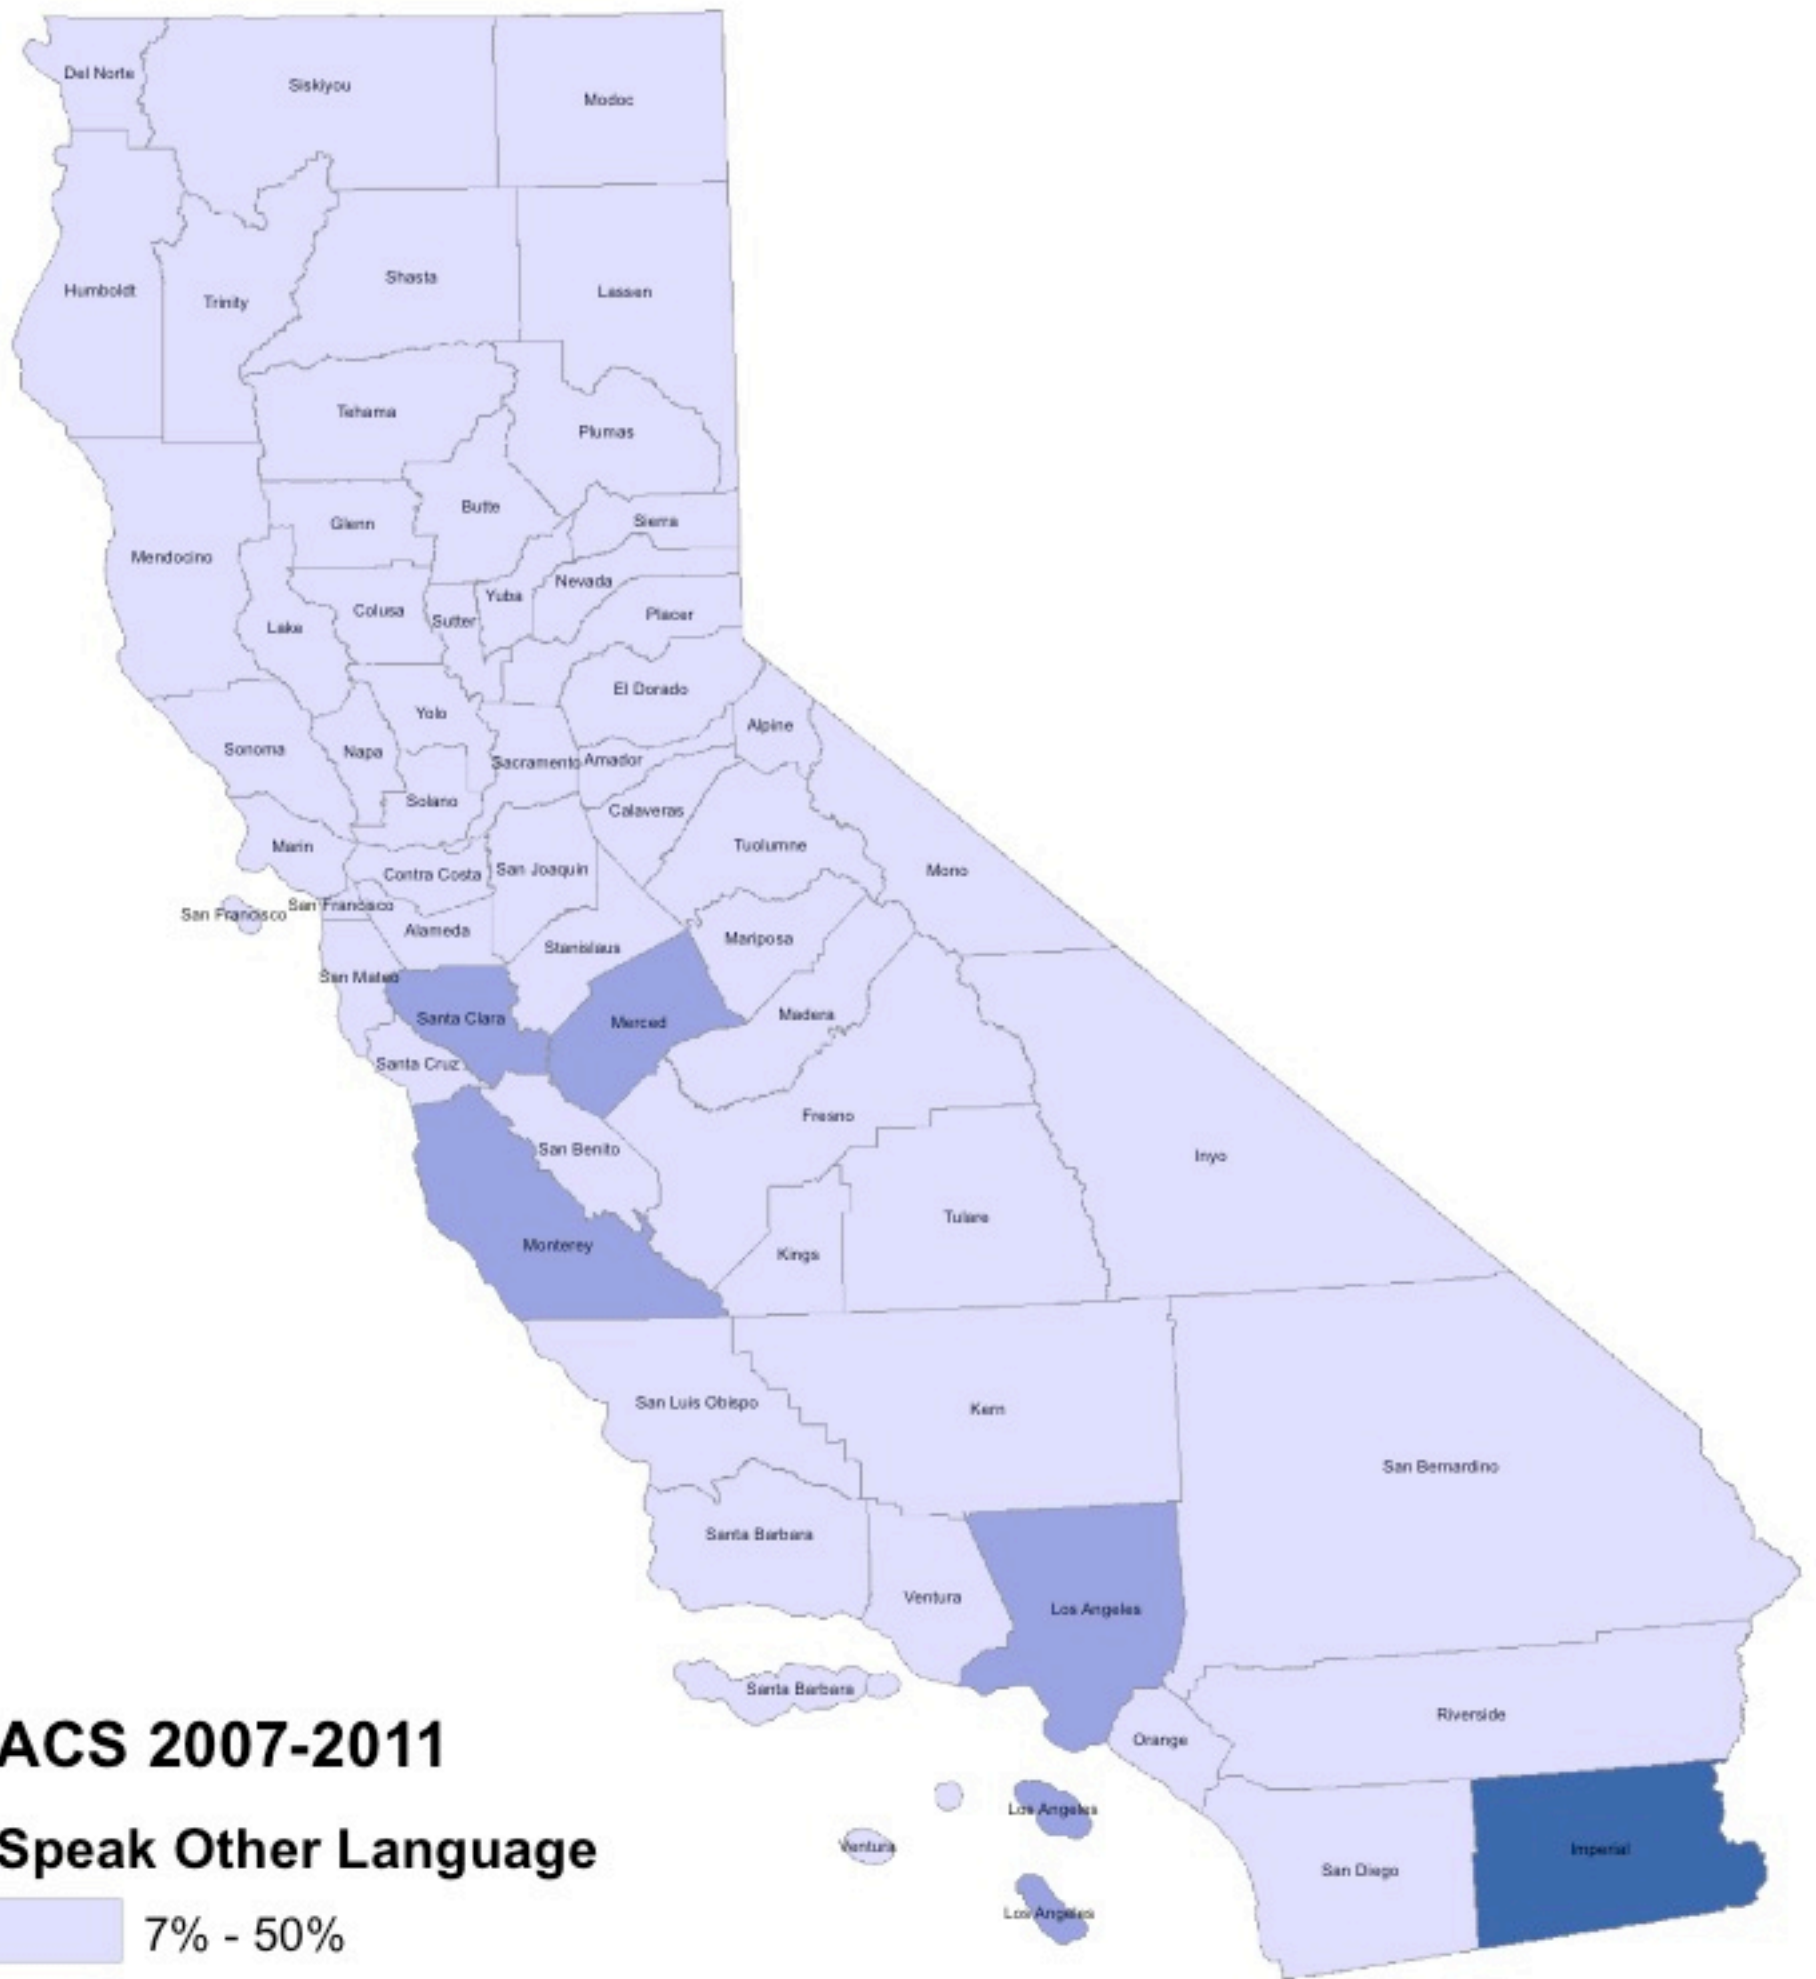 Del Norte
Siskiyou
Modoc
Humboldt
Trinity
Shasta
Lassen
Tehama
Plumas
Glenn
Butte
Sierra
Mendocino
Nevada
Yuba
Colusa
Sutter
Placer
Lake
El Dorado
Yolo
Alpine
Sonoma
Napa
Sacramento
Amador
Solano
Calaveras
Marin
Tuolumne
Contra Costa
San Joaquin
Mono
San Francisco
San Francisco
Alameda
Mariposa
Stanislaus
San Mateo
Santa Clara
Merced
Madera
Santa Cruz
Fresno
San Benito
Inyo
Tulare
Monterey
Kings
San Luis Obispo
Kern
San Bernardino
Santa Barbara
Ventura
Los Angeles
Santa Barbara
Riverside
Orange
Los Angeles
Ventura
Imperial
San Diego
Los Angeles
ACS 2007-2011
Speak Other Language
7% - 50%